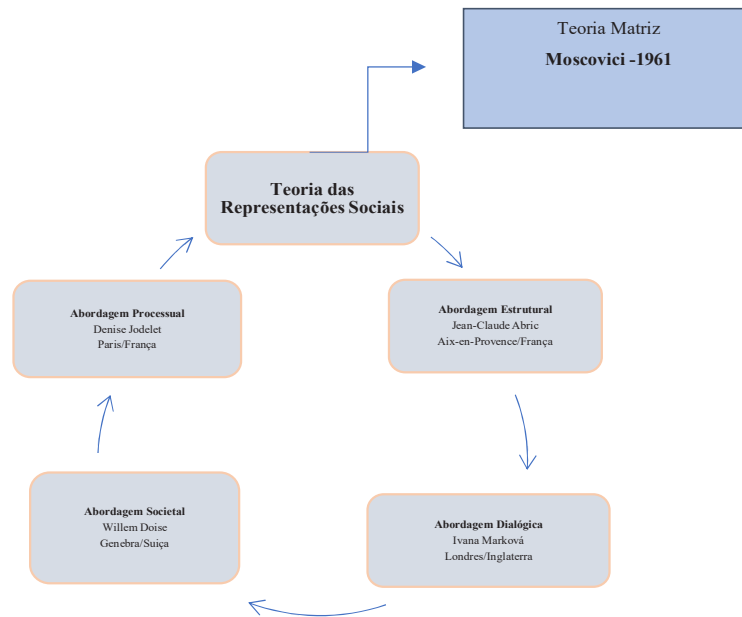 Teoria Matriz
Moscovici -1961
Teoria das
Representações Sociais
Abordagem Processual
Denise Jodelet
Paris/França
Abordagem Estrutural
Jean-Claude Abric
Aix-en-Provence/França
Abordagem Societal
Willem Doise
Genebra/Suiça
Abordagem Dialógica
Ivana Marková
Londres/Inglaterra